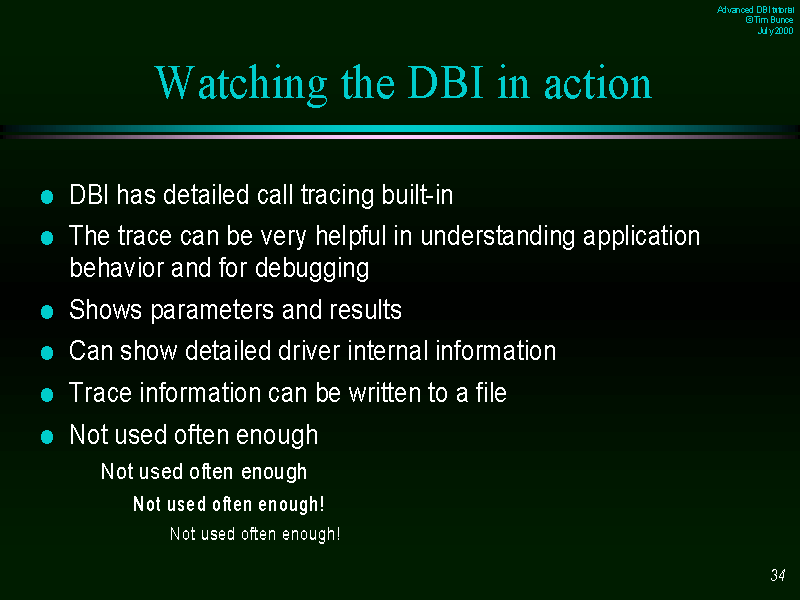 Advanced DBI tutorial
© Tim Bunce
July 2000
Watching the DBI in action
DBI has detailed call tracing built-in
The trace can be very helpful in understanding application
behavior and for debugging
Shows parameters and results
Can show detailed driver internal information
Trace information can be written to a file
Not used often enough
Not used often enough
Not used often enough!
Not used often enough!
34